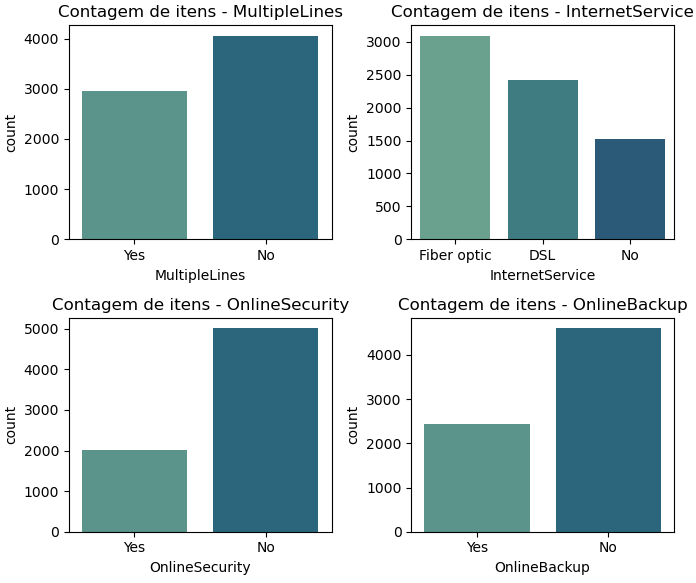 Contagem de itens - MultipleLines
4000
3000
2000
1000
0
count
Yes No
MultipleLines
Contagem de itens - InternetService
3000
2500
2000
1500
1000
500
0
count
Fiber optic DSL No
InternetService
Contagem de itens - OnlineSecurity
5000
4000
3000
2000
1000
0
count
Yes No
OnlineSecurity
Contagem de itens - OnlineBackup
4000
3000
2000
1000
0
count
Yes No
OnlineBackup